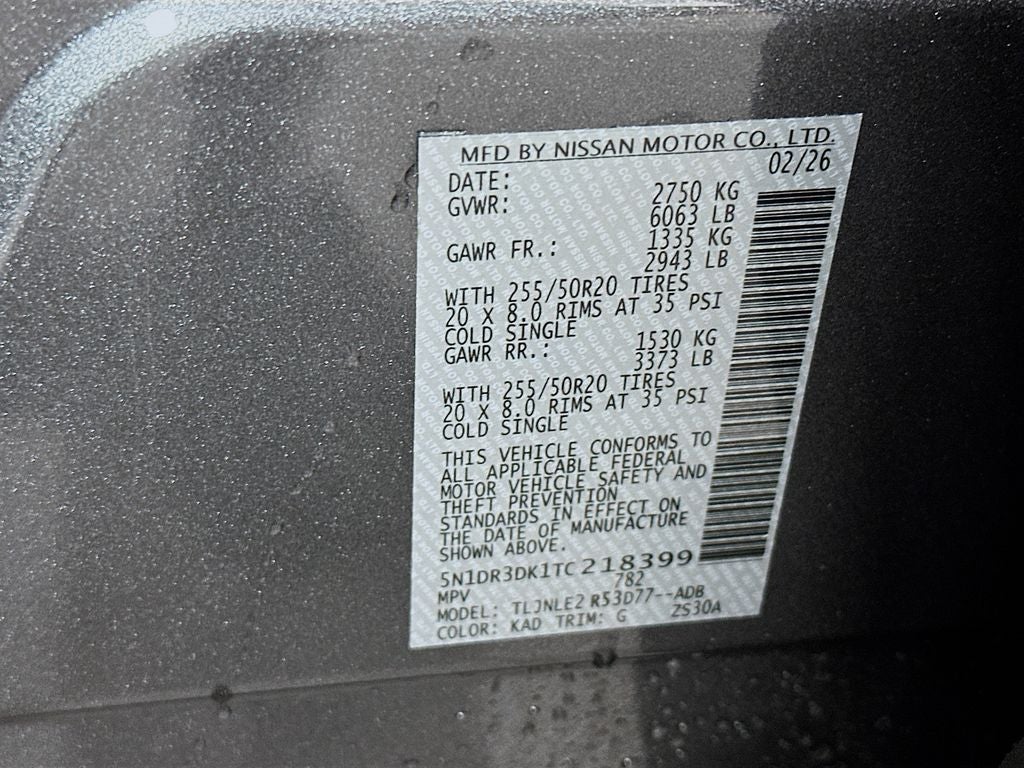 MFD BY NISSAN MOTOR CO., LTD.
DATE: 02/26
GVWR: 2750 KG
6063 LB
GAWR FR.: 1335 KG
2943 LB
WITH 255/50R20 TIRES
20 X 8.0 RIMS AT 35 PSI
COLD SINGLE
GAWR RR.: 1530 KG
3373 LB
WITH 255/50R20 TIRES
20 X 8.0 RIMS AT 35 PSI
COLD SINGLE
THIS VEHICLE CONFORMS TO
ALL APPLICABLE FEDERAL
MOTOR VEHICLE SAFETY AND
THEFT PREVENTION
STANDARDS IN EFFECT ON
THE DATE OF MANUFACTURE
SHOWN ABOVE.
5N1DR3DK1TC218399
MPV 782
MODEL: TLJNLE2 R53D77--ADB
COLOR: KAD TRIM: G ZS30A